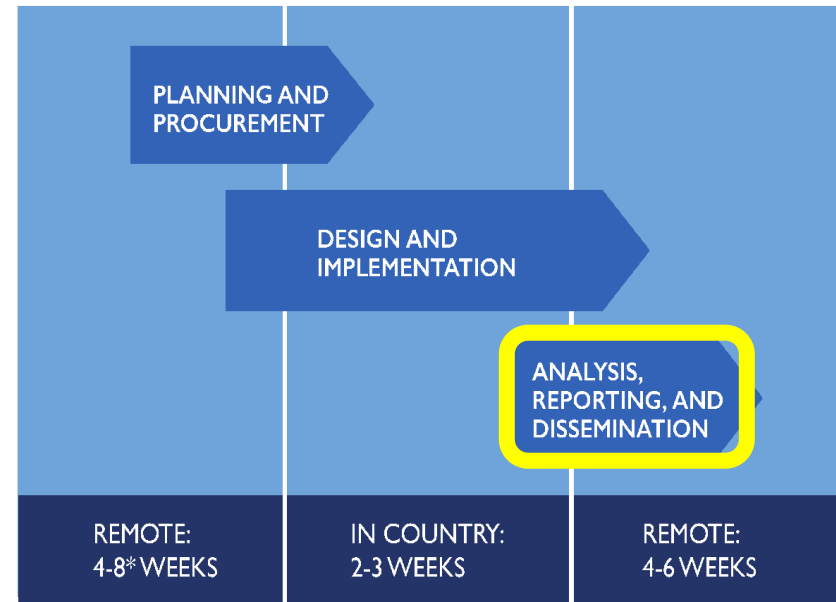 PLANNING AND
PROCUREMENT
DESIGN AND
IMPLEMENTATION
ANALYSIS,
REPORTING, AND
DISSEMINATION
REMOTE:
4-8* WEEKS
IN COUNTRY:
2-3 WEEKS
REMOTE:
4-6 WEEKS